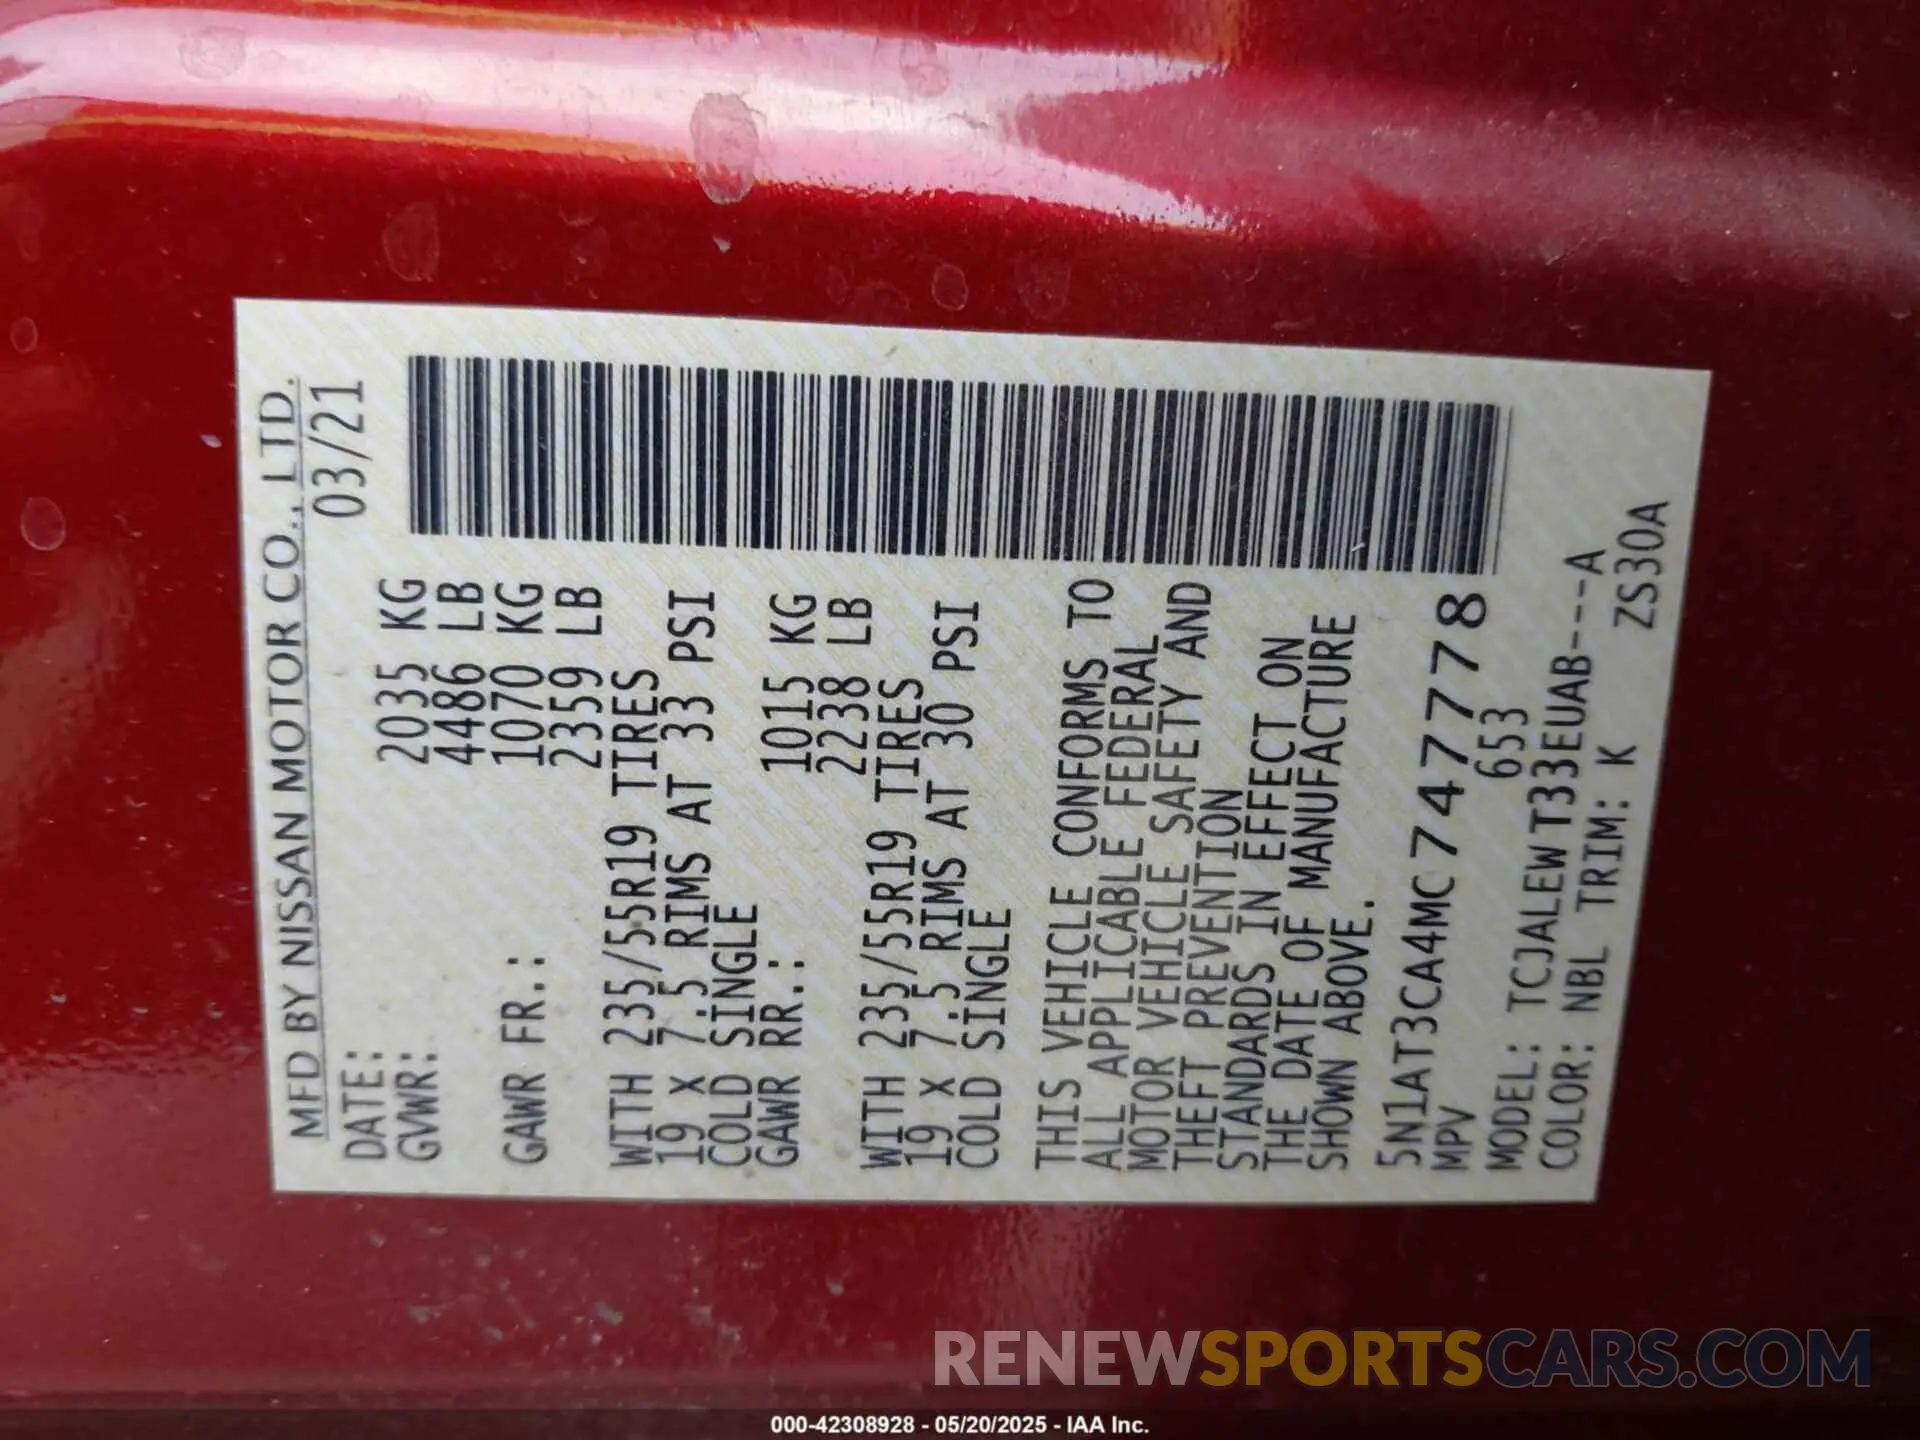 MFD BY NISSAN MOTOR CO., LTD.
DATE: 03/21
GVWR: 2035 KG
4486 LB
GAWR FR.: 1070 KG
2359 LB
WITH 235/55R19 TIRES
19 X 7.5 RIMS AT 33 PSI
COLD SINGLE
GAWR RR.: 1015 KG
2238 LB
WITH 235/55R19 TIRES
19 X 7.5 RIMS AT 30 PSI
COLD SINGLE
THIS VEHICLE CONFORMS TO
ALL APPLICABLE FEDERAL
MOTOR VEHICLE SAFETY AND
THEFT PREVENTION
STANDARDS IN EFFECT ON
THE DATE OF MANUFACTURE
SHOWN ABOVE.
5N1AT3CA4MC747778
MPV 653
MODEL: TCJALEWT33EUAB---A
COLOR: NBL TRIM: K ZS30A
RENEWSPORTSCARS.COM
000-42308928 - 05/20/2025 - IAA Inc.